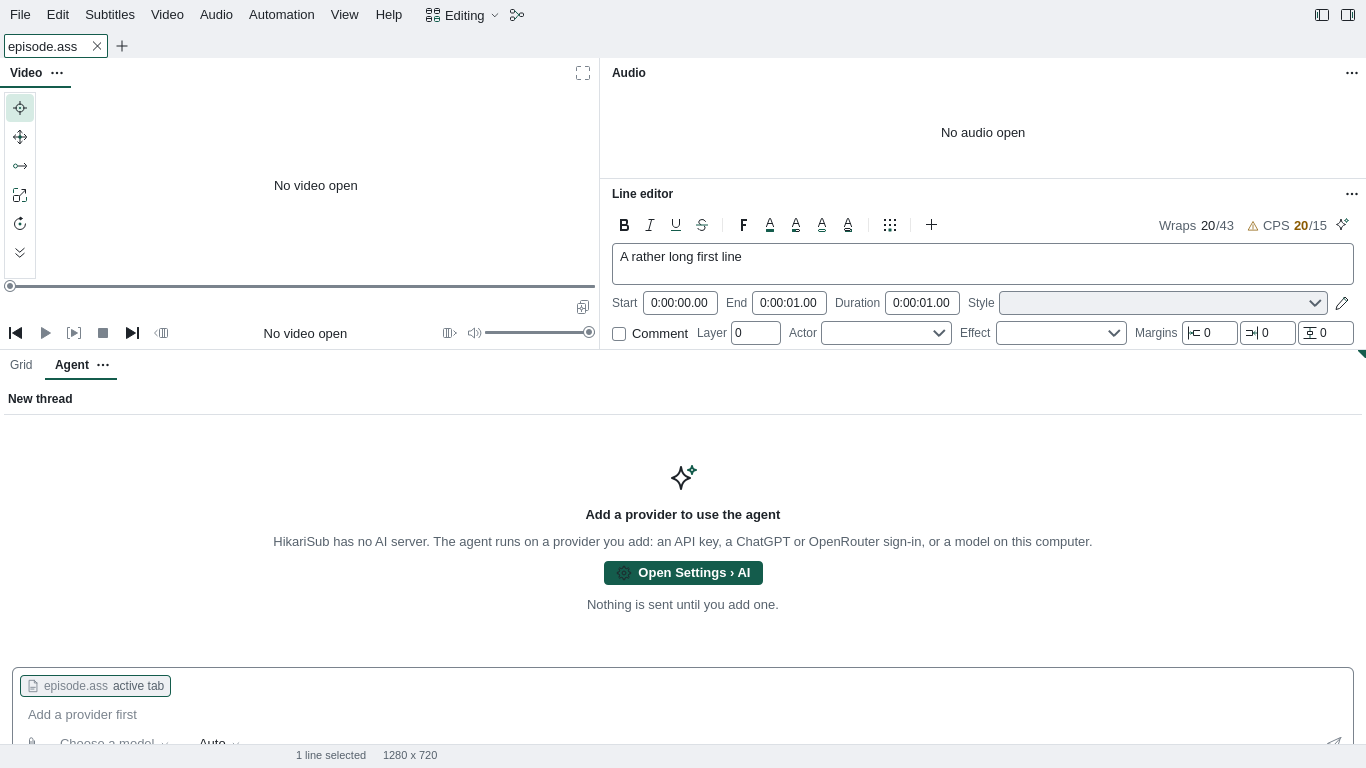 File Edit Subtitles Video Audio Automation View Help Editing
episode.ass
Video
Audio
No audio open
No video open
Line editor
B I U S F A A A A Wraps 20/43 CPS 20/15
A rather long first line
Start 0:00:00.00 End 0:00:01.00 Duration 0:00:01.00 Style
No video open
Comment Layer 0 Actor Effect Margins 0 0 0
Grid Agent
New thread
Add a provider to use the agent
HikariSub has no AI server. The agent runs on a provider you add: an API key, a ChatGPT or OpenRouter sign-in, or a model on this computer.
Open Settings › AI
Nothing is sent until you add one.
episode.ass active tab
Add a provider first
Choose a model Auto
1 line selected 1280 x 720